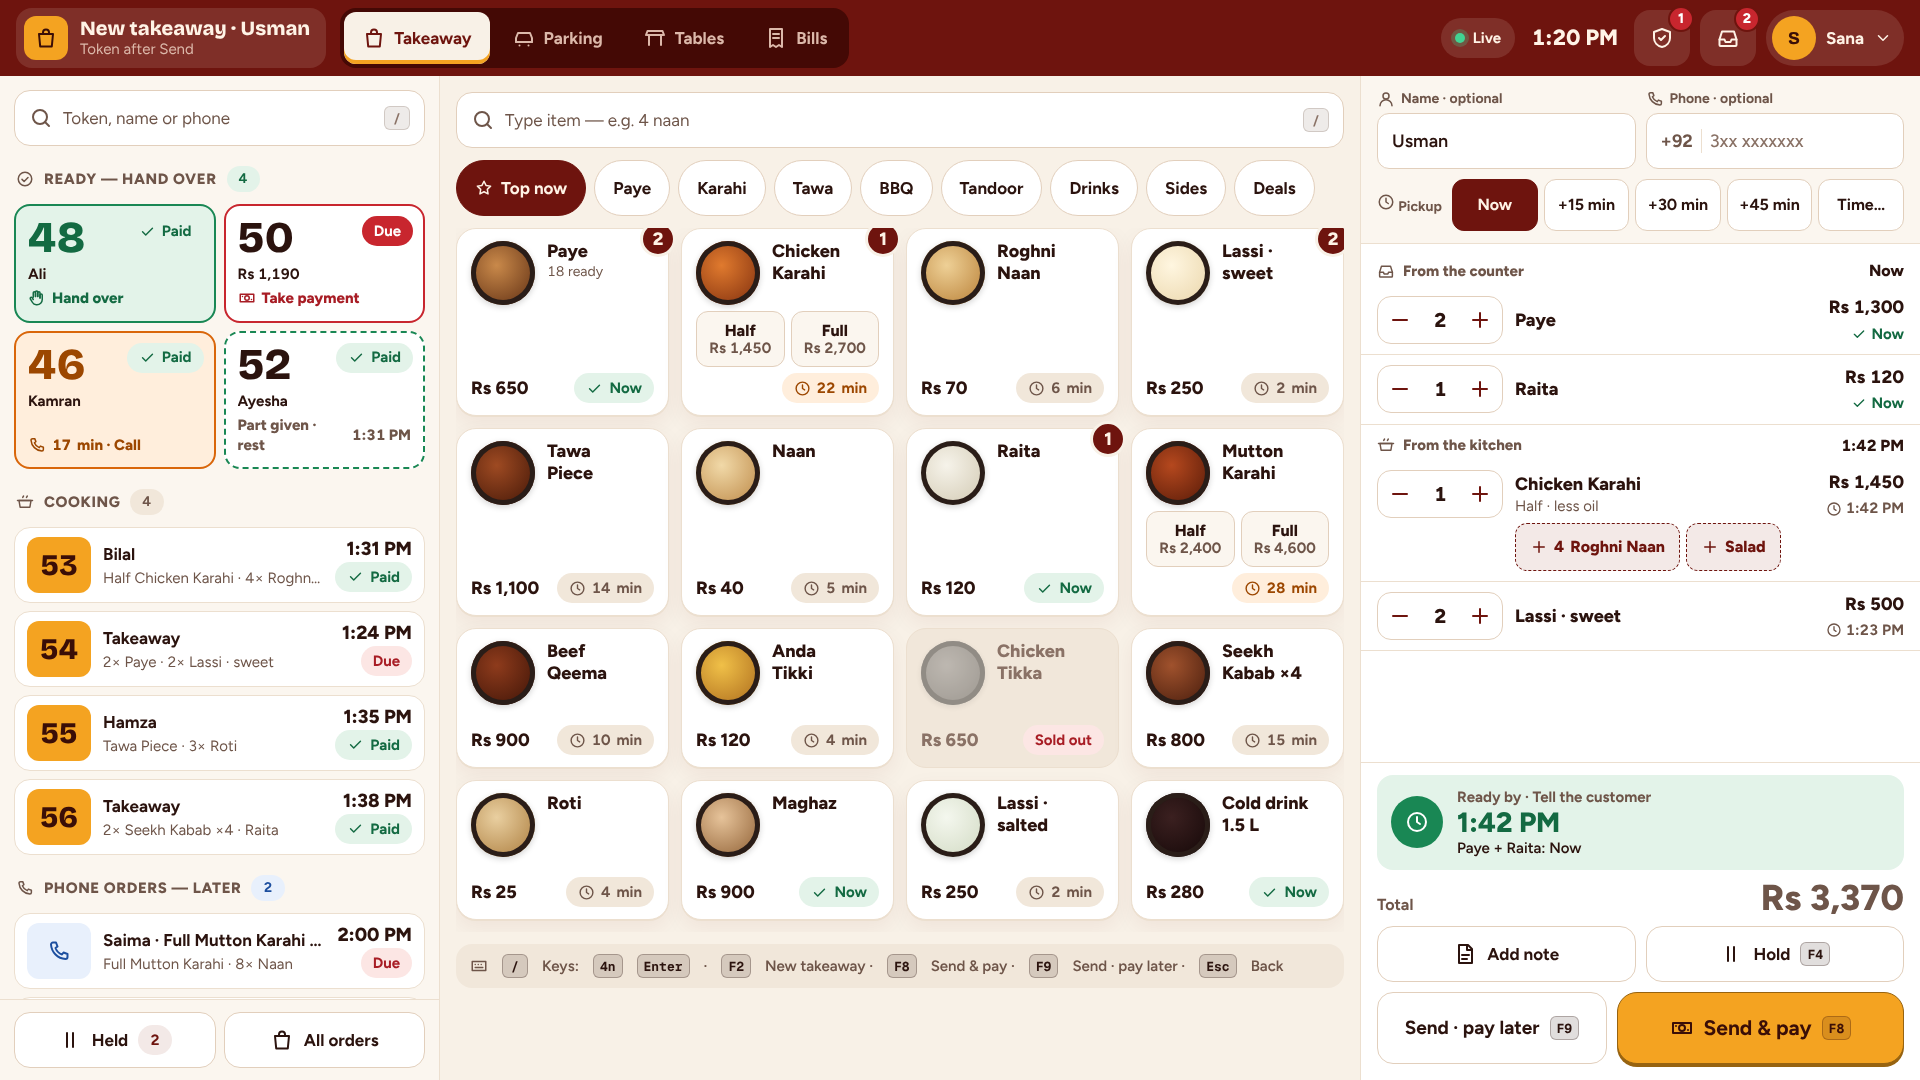 New takeaway · Usman
Token after Send
Takeaway
Parking
Tables
Bills
Live
1:20 PM
1
2
S
Sana
Token, name or phone
/
READY — HAND OVER
4
48
Paid
Ali
Hand over
50
Due
Rs 1,190
Take payment
46
Paid
Kamran
17 min · Call
52
Paid
Ayesha
Part given · rest
1:31 PM
COOKING
4
53
Bilal
1:31 PM
Half Chicken Karahi · 4× Roghn...
Paid
54
Takeaway
1:24 PM
2× Paye · 2× Lassi · sweet
Due
55
Hamza
1:35 PM
Tawa Piece · 3× Roti
Paid
56
Takeaway
1:38 PM
2× Seekh Kabab ×4 · Raita
Paid
PHONE ORDERS — LATER
2
Saima · Full Mutton Karahi ...
2:00 PM
Full Mutton Karahi · 8× Naan
Due
Held
2
All orders
Type item — e.g. 4 naan
/
Top now
Paye
Karahi
Tawa
BBQ
Tandoor
Drinks
Sides
Deals
Paye
18 ready
2
Rs 650
Now
Chicken Karahi
1
Half
Rs 1,450
Full
Rs 2,700
22 min
Roghni Naan
Rs 70
6 min
Lassi · sweet
2
Rs 250
2 min
Tawa Piece
Rs 1,100
14 min
Naan
Rs 40
5 min
Raita
1
Rs 120
Now
Mutton Karahi
Half
Rs 2,400
Full
Rs 4,600
28 min
Beef Qeema
Rs 900
10 min
Anda Tikki
Rs 120
4 min
Chicken Tikka
Rs 650
Sold out
Seekh Kabab ×4
Rs 800
15 min
Roti
Rs 25
4 min
Maghaz
Rs 900
Now
Lassi · salted
Rs 250
2 min
Cold drink 1.5 L
Rs 280
Now
/ Keys: 4n Enter · F2 New takeaway · F8 Send & pay · F9 Send · pay later · Esc Back
Name · optional
Phone · optional
Usman
+92
3xx xxxxxxx
Pickup
Now
+15 min
+30 min
+45 min
Time...
From the counter
Now
2
Paye
Rs 1,300
Now
1
Raita
Rs 120
Now
From the kitchen
1:42 PM
1
Chicken Karahi
Half · less oil
Rs 1,450
1:42 PM
4 Roghni Naan
Salad
2
Lassi · sweet
Rs 500
1:23 PM
Ready by · Tell the customer
1:42 PM
Paye + Raita: Now
Total
Rs 3,370
Add note
Hold F4
Send · pay later F9
Send & pay F8